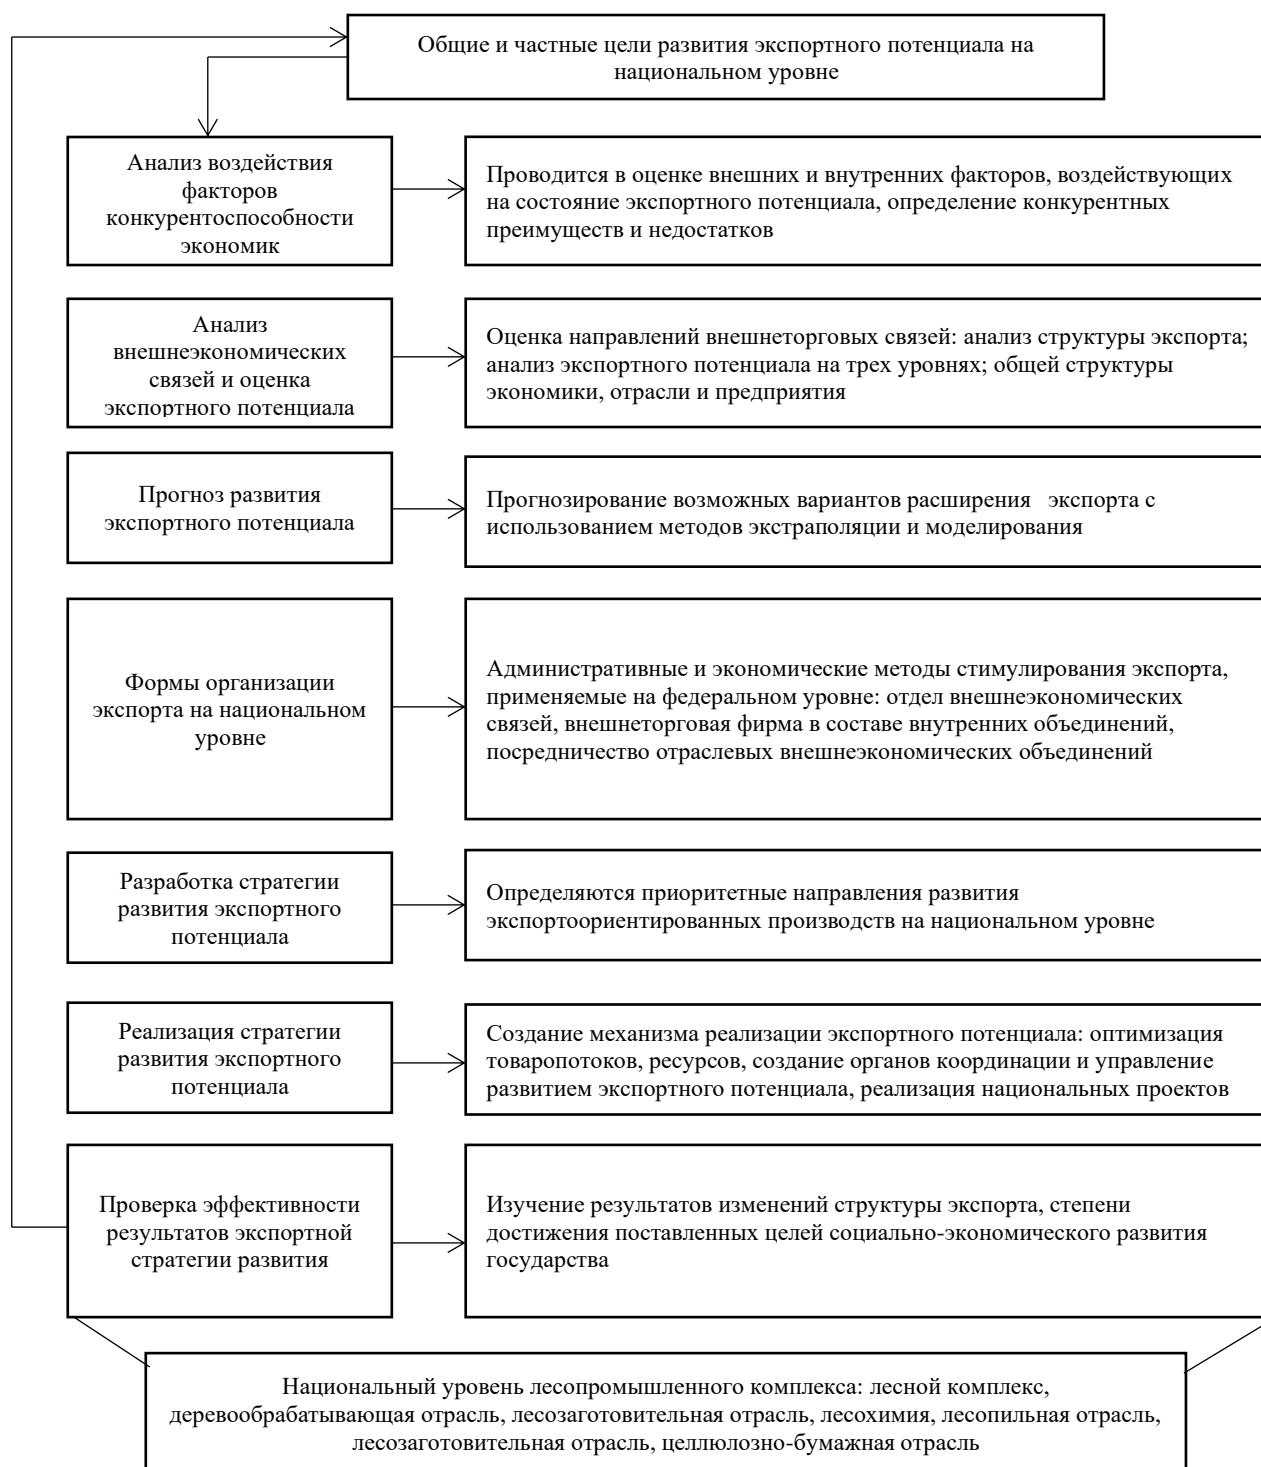 Общие и частные цели развития экспортного потенциала на
национальном уровне
Анализ воздействия
факторов
конкурентоспособности
экономик
Проводится в оценке внешних и внутренних факторов, воздействующих
на состояние экспортного потенциала, определение конкурентных
преимуществ и недостатков
Анализ
внешнеэкономических
связей и оценка
экспортного потенциала
Оценка направлений внешнеторговых связей: анализ структуры экспорта;
анализ экспортного потенциала на трех уровнях; общей структуры
экономики, отрасли и предприятия
Прогноз развития
экспортного потенциала
Прогнозирование возможных вариантов расширения экспорта с
использованием методов экстраполяции и моделирования
Формы организации
экспорта на национальном
уровне
Административные и экономические методы стимулирования экспорта,
применяемые на федеральном уровне: отдел внешнеэкономических
связей, внешнеторговая фирма в составе внутренних объединений,
посредничество отраслевых внешнеэкономических объединений
Разработка стратегии
развития экспортного
потенциала
Определяются приоритетные направления развития
экспортоориентированных производств на национальном уровне
Реализация стратегии
развития экспортного
потенциала
Создание механизма реализации экспортного потенциала: оптимизация
товаропотоков, ресурсов, создание органов координации и управление
развитием экспортного потенциала, реализация национальных проектов
Проверка эффективности
результатов экспортной
стратегии развития
Изучение результатов изменений структуры экспорта, степени
достижения поставленных целей социально-экономического развития
государства
Национальный уровень лесопромышленного комплекса: лесной комплекс,
деревообрабатывающая отрасль, лесозаготовительная отрасль, лесохимия, лесопильная отрасль,
лесозаготовительная отрасль, целлюлозно-бумажная отрасль